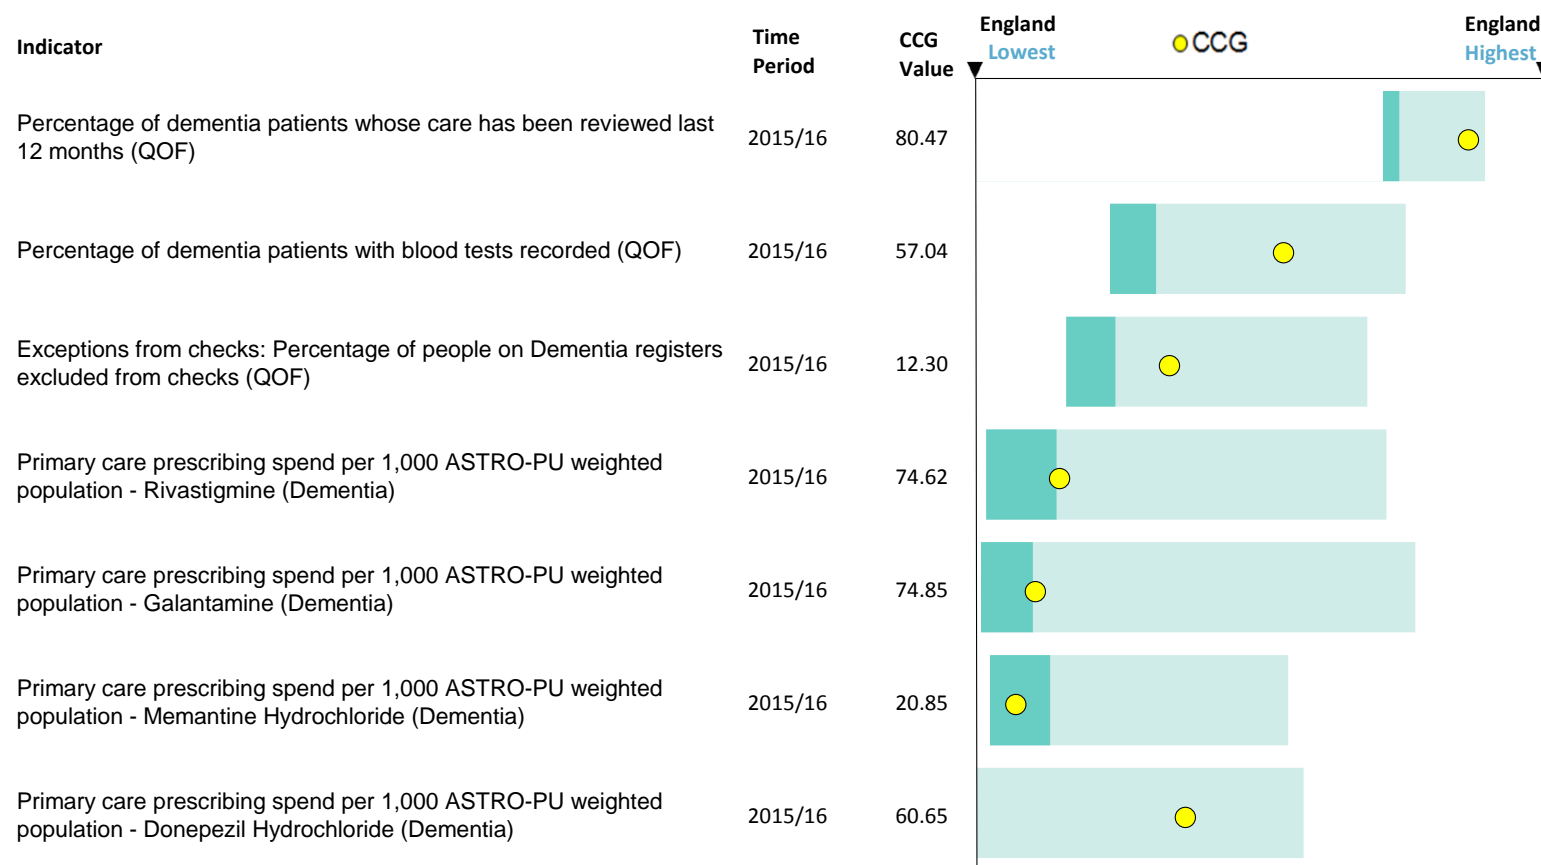 Indicator
Time
Period
CCG
Value
England
Lowest
CCG
England
Highest
Percentage of dementia patients whose care has been reviewed last
12 months (QOF)
2015/16
80.47
Percentage of dementia patients with blood tests recorded (QOF)
2015/16
57.04
Exceptions from checks: Percentage of people on Dementia registers
excluded from checks (QOF)
2015/16
12.30
Primary care prescribing spend per 1,000 ASTRO-PU weighted
population - Rivastigmine (Dementia)
2015/16
74.62
Primary care prescribing spend per 1,000 ASTRO-PU weighted
population - Galantamine (Dementia)
2015/16
74.85
Primary care prescribing spend per 1,000 ASTRO-PU weighted
population - Memantine Hydrochloride (Dementia)
2015/16
20.85
Primary care prescribing spend per 1,000 ASTRO-PU weighted
population - Donepezil Hydrochloride (Dementia)
2015/16
60.65